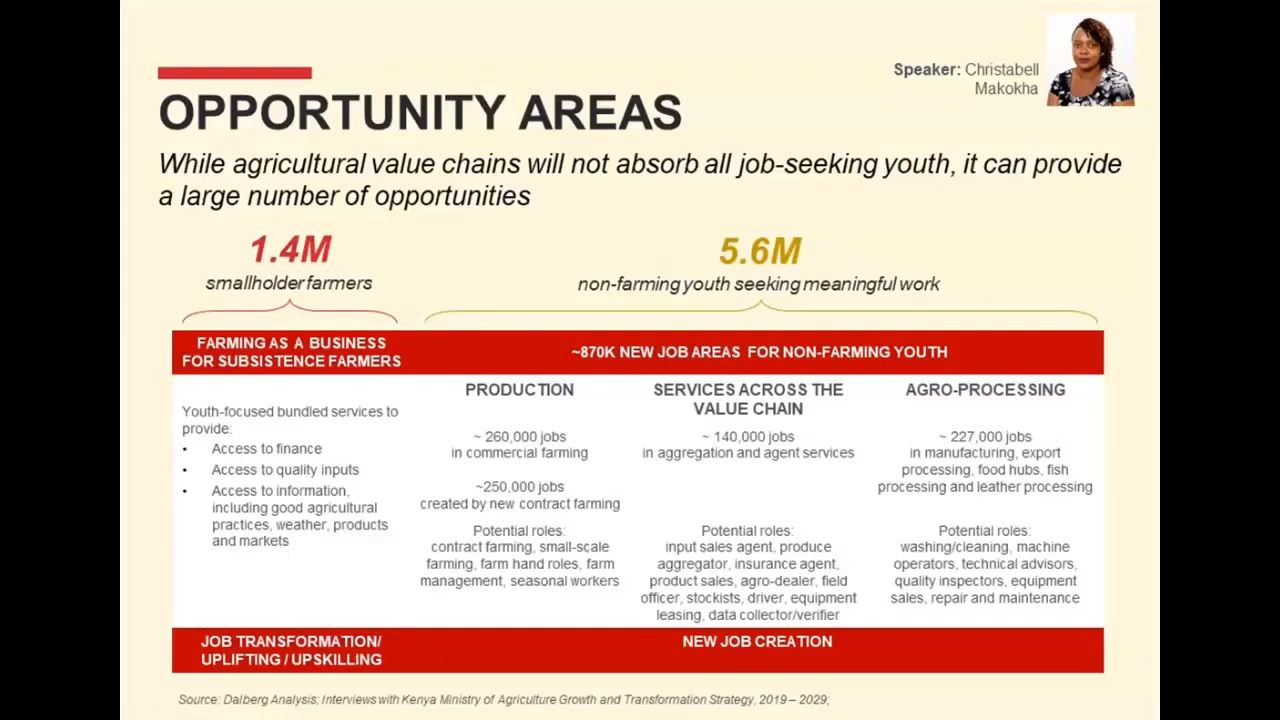 Speaker: Christabell
Makokha
OPPORTUNITY AREAS
While agricultural value chains will not absorb all job-seeking youth, it can provide
a large number of opportunities
1.4M
smallholder farmers
5.6M
non-farming youth seeking meaningful work
FARMING AS A BUSINESS
FOR SUBSISTENCE FARMERS
~870K NEW JOB AREAS FOR NON-FARMING YOUTH
Youth-focused bundled services to
provide:
• Access to finance
• Access to quality inputs
• Access to information,
including good agricultural
practices, weather, products
and markets
PRODUCTION
~ 260,000 jobs
in commercial farming
~250,000 jobs
created by new contract farming
Potential roles:
contract farming, small-scale
farming, farm hand roles, farm
management, seasonal workers
SERVICES ACROSS THE
VALUE CHAIN
~ 140,000 jobs
in aggregation and agent services
Potential roles:
input sales agent, produce
aggregator, insurance agent,
product sales, agro-dealer, field
officer, stockists, driver, equipment
leasing, data collector/verifier
AGRO-PROCESSING
~ 227,000 jobs
in manufacturing, export
processing, food hubs, fish
processing and leather processing
Potential roles:
washing/cleaning, machine
operators, technical advisors,
quality inspectors, equipment
sales, repair and maintenance
JOB TRANSFORMATION/
UPLIFTING / UPSKILLING
NEW JOB CREATION
Source: Dalberg Analysis; Interviews with Kenya Ministry of Agriculture Growth and Transformation Strategy, 2019 – 2029;